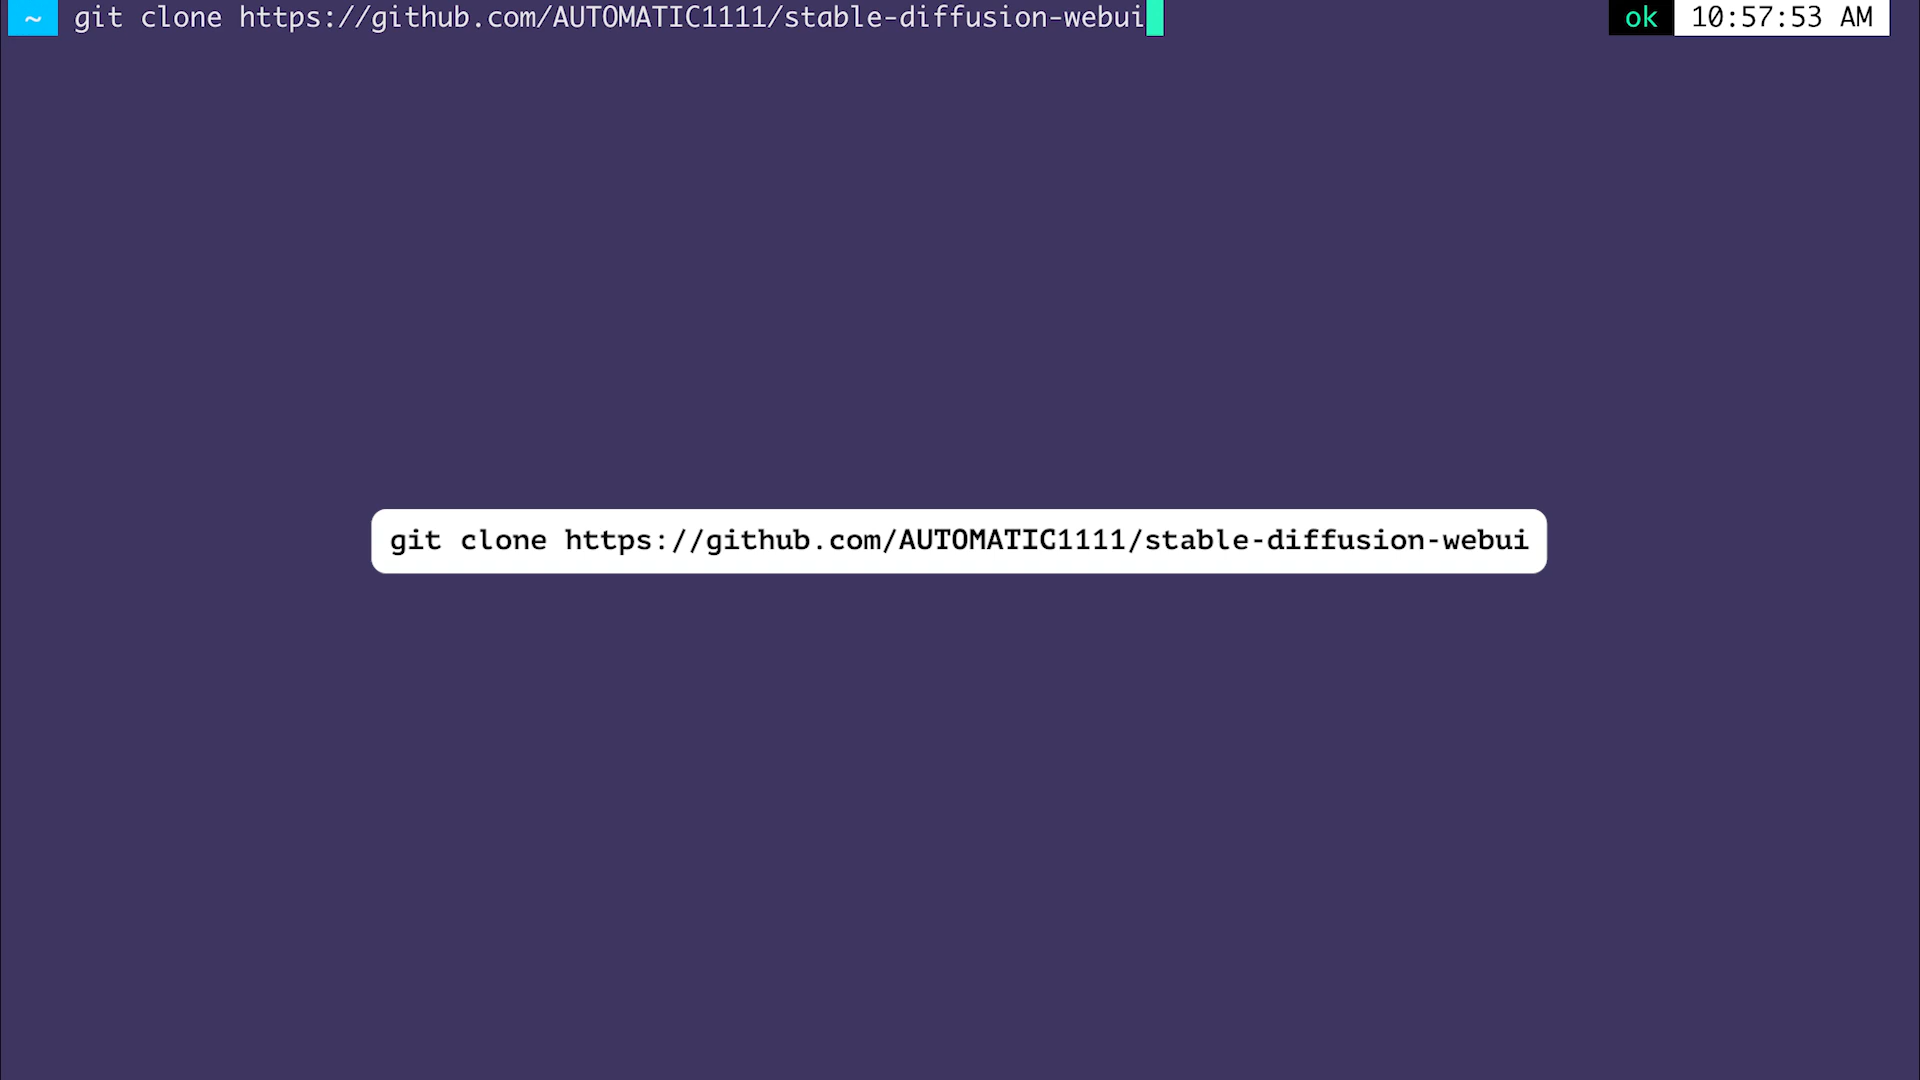 ~ git clone https://github.com/AUTOMATIC1111/stable-diffusion-webui ok 10:57:53 AM
git clone https://github.com/AUTOMATIC1111/stable-diffusion-webui